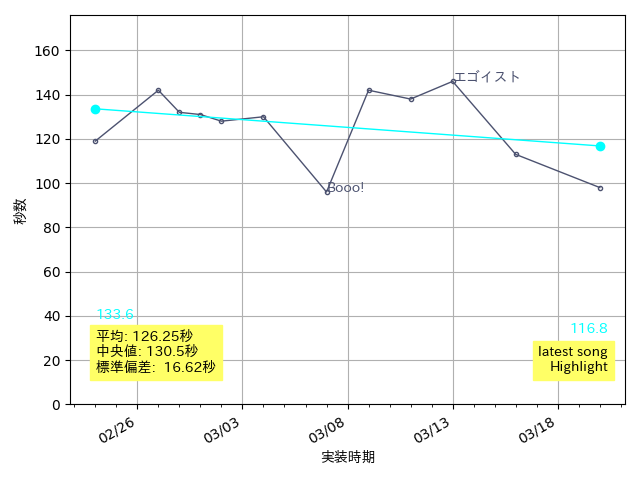 160
140
120
100
80
60
40
20
0
秒数
エゴイスト
Booo!
133.6
平均: 126.25秒
中央値: 130.5秒
標準偏差: 16.62秒
116.8
latest song
Highlight
02/26
03/03
03/08
03/13
03/18
実装時期